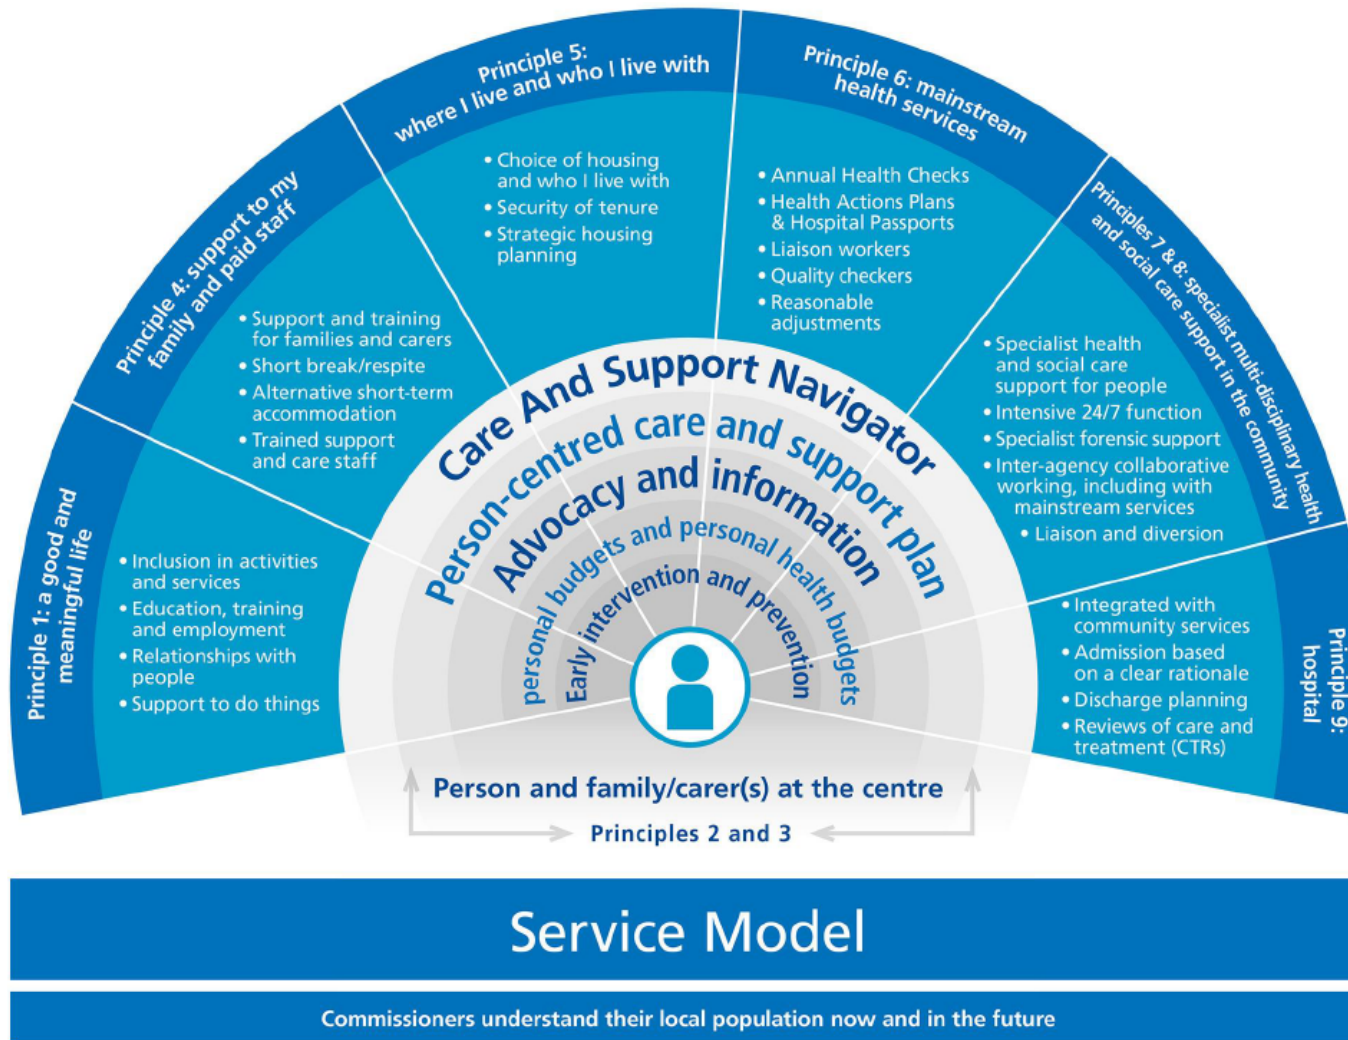 Principle 1: a good and
meaningful life
• Inclusion in activities
and services
• Education, training
and employment
• Relationships with
people
• Support to do things
Principle 4: support to my
family and paid staff
• Support and training
for families and carers
• Short break/respite
• Alternative short-term
accommodation
• Trained support
and care staff
Principle 5:
where I live and who I live with
• Choice of housing
and who I live with
• Security of tenure
• Strategic housing
planning
Principle 6: mainstream
health services
• Annual Health Checks
• Health Actions Plans
& Hospital Passports
• Liaison workers
• Quality checkers
• Reasonable
adjustments
Principles 7 & 8: specialist multi-disciplinary health
and social care support in the community
• Specialist health
and social care
support for people
• Intensive 24/7 function
• Specialist forensic support
• Inter-agency collaborative
working, including with
mainstream services
• Liaison and diversion
Principle 9:
hospital
• Integrated with
community services
• Admission based
on a clear rationale
• Discharge planning
• Reviews of care and
treatment (CTRs)
Care And Support Navigator
Person-centred care and support plan
Advocacy and information
personal budgets and personal health budgets
Early intervention and prevention
Person and family/carer(s) at the centre
Principles 2 and 3
Service Model
Commissioners understand their local population now and in the future